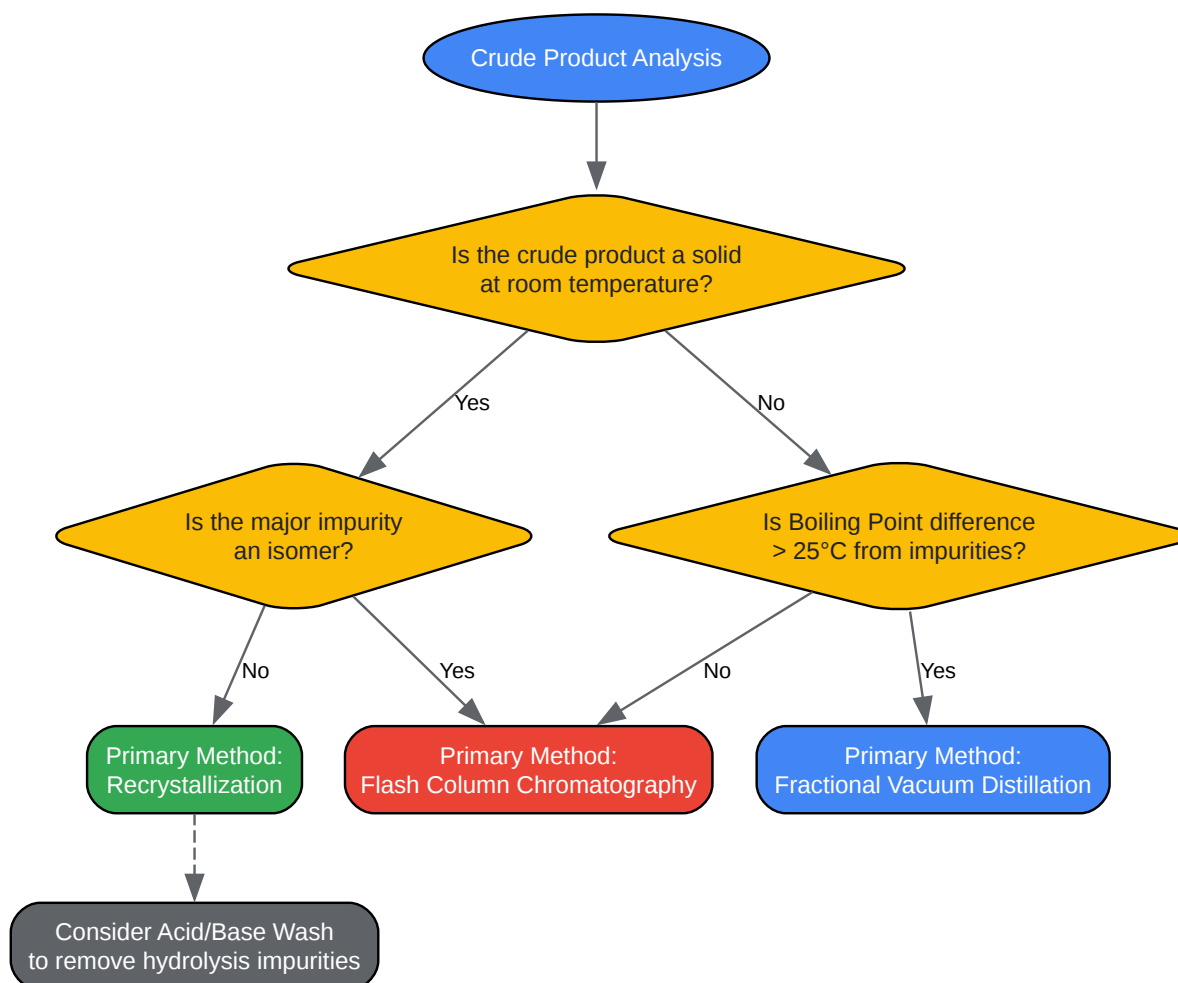 Crude Product Analysis
Is the crude product a solid
at room temperature?
Yes
No
Is the major impurity
an isomer?
Is Boiling Point difference
> 25°C from impurities?
No
Yes
No
Yes
Primary Method:
Recrystallization
Primary Method:
Flash Column Chromatography
Primary Method:
Fractional Vacuum Distillation
Consider Acid/Base Wash
to remove hydrolysis impurities